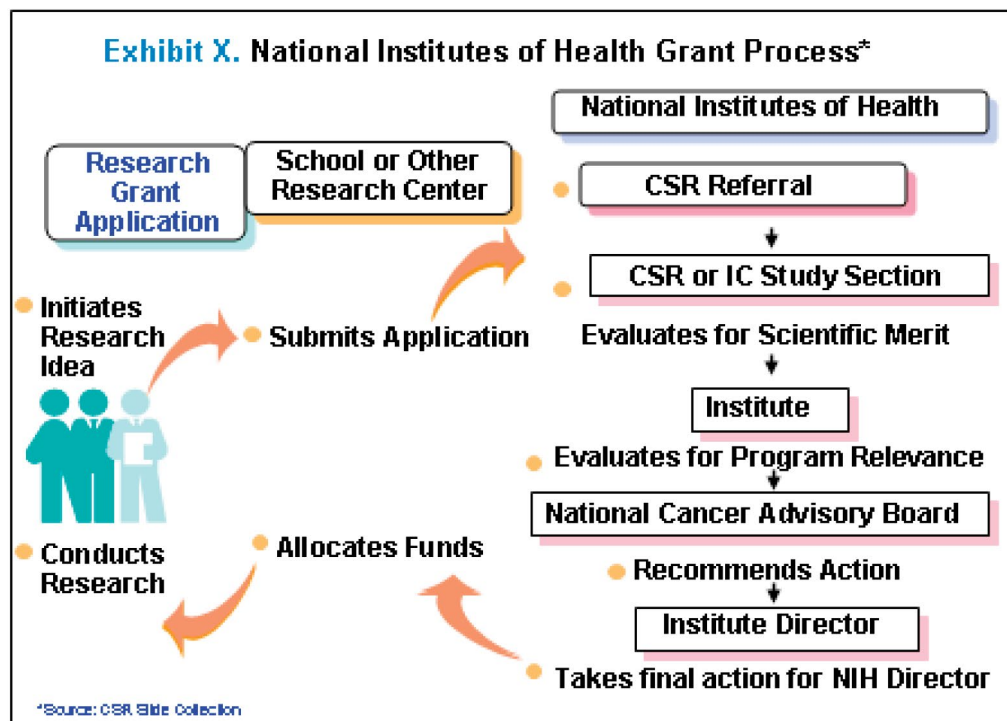 Exhibit X. National Institutes of Health Grant Process*
Research
Grant
Application
School or Other
Research Center
National Institutes of Health
CSR Referral
CSR or IC Study Section
Evaluates for Scientific Merit
Institute
Evaluates for Program Relevance
National Cancer Advisory Board
Recommends Action
Institute Director
Takes final action for NIH Director
Initiates
Research
Idea
Submits Application
Allocates Funds
Conducts
Research
*Source: CSR Slide Collection